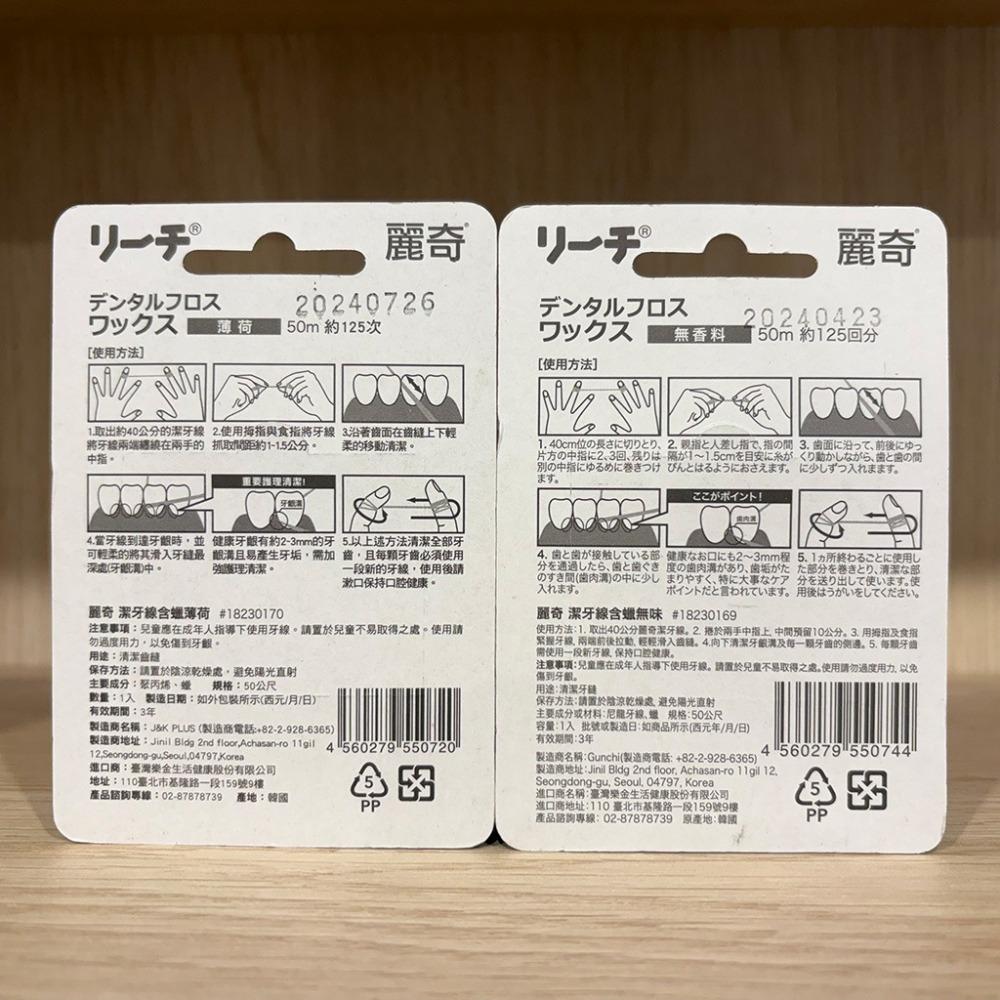 リーチ®
麗奇®
デンタルフロス
20240726
ワックス 薄荷 50m 約125次
[使用方法]
1.取出約40公分的潔牙線
將牙線兩端纏繞在兩手的
中指。
2.使用拇指與食指將牙線
抓取間距約1-1.5公分。
3.沿著齒面在齒縫上下輕
柔的移動清潔。
重要護理清潔!
牙齦溝
4.當牙線到達牙齦時，並
可輕柔的將其滑入牙縫最
深處(牙齦溝)中。
健康牙齦有約2-3mm的牙
齦溝且易產生牙垢，需加
強護理清潔。
5.以上述方法清潔全部牙
齒，且每顆牙齒必須使用
一段新的牙線，使用後請
漱口保持口腔健康。
麗奇 潔牙線含蠟薄荷 #18230170
注意事項：兒童應在成年人指導下使用牙線。請置於兒童不易取得之處。使用請
勿過度用力，以免傷到牙齦。
用途：清潔齒縫
保存方法：請置於陰涼乾燥處，避免陽光直射
主要成分：聚丙烯、蠟 規格：50公尺
數量：1入 製造日期：如外包裝所示(西元/月/日)
有效期間：3年
製造商名稱：J&K PLUS (製造商電話:+82-2-928-6365)
製造商地址：Jinil Bldg 2nd floor,Achasan-ro 11gil
12,Seongdong-gu,Seoul,04797,Korea
進口商：臺灣樂金生活健康股份有限公司
地址：110臺北市基隆路一段159號9樓
產品諮詢專線：02-87878739 產地：韓國
4 560279 550720
5
PP
リーチ®
麗奇®
デンタルフロス
20240423
ワックス 無香料 50m 約125回分
[使用方法]
1. 40cm位の長さに切りとり、
片方の中指に2、3回、残りは
別の中指にゆるめに巻きつけ
ます。
2. 親指と人差し指で、指の間
隔が1～1.5cmを目安に糸が
ぴんとはるようにおさえます。
3. 歯面に沿って、前後にゆっ
くり動かしながら、歯と歯の間
に少しずつ入れます。
ここがポイント!
歯肉溝
4. 歯と歯が接触している部
分を通過したら、歯と歯ぐき
のすき間(歯肉溝)の中に少し
入れます。
健康なお口にも2～3mm程
度の歯肉溝があり、歯垢がた
まりやすく、特に大事なケア
ポイントだと言われています。
5. 1ヵ所終わるごとに使用し
た部分を巻きとり、清潔な部
分を送り出して使います。使
用後はうがいをしてください。
麗奇 潔牙線含蠟無味 #18230169
使用方法：1. 取出40公分麗奇潔牙線。2. 捲於兩手中指上, 中間預留10公分。3. 用拇指及食指
緊握牙線, 兩端前後拉動, 輕輕滑入齒縫。4.向下清潔牙齦溝及每一顆牙齒的側邊。5. 每顆牙齒
需使用一段新牙線, 保持口腔健康。
注意事項：兒童應在成年人指導下使用牙線。請置於兒童不易取得之處。使用請勿過度用力, 以免
傷到牙齦。
用途：清潔牙縫
保存方法：請置於陰涼乾燥處, 避免陽光直射
主要成分或材料：尼龍牙線、蠟 規格：50公尺
容量：1入 批號或製造日：如商品所示(西元年/月/日)
有效期間：3年
製造商名稱：Gunchi(製造商電話: +82-2-928-6365)
製造商地址：Jinil Bldg 2nd floor, Achasan-ro 11gil 12,
Seongdong-gu, Seoul, 04797, Korea
進口商名稱：臺灣樂金生活健康股份有限公司
進口商地址：110 臺北市基隆路一段159號9樓
產品諮詢專線：02-87878739 原產地：韓國
4 560279 550744
5
PP